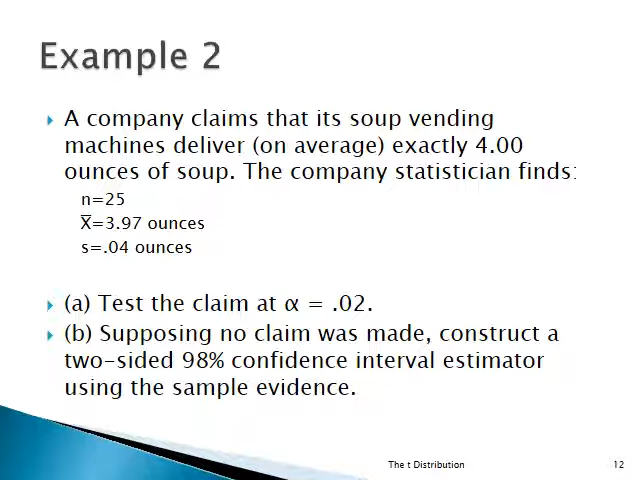 Example 2
A company claims that its soup vending
machines deliver (on average) exactly 4.00
ounces of soup. The company statistician finds:
n=25
X̅=3.97 ounces
s=.04 ounces
(a) Test the claim at α = .02.
(b) Supposing no claim was made, construct a
two-sided 98% confidence interval estimator
using the sample evidence.
The t Distribution
12